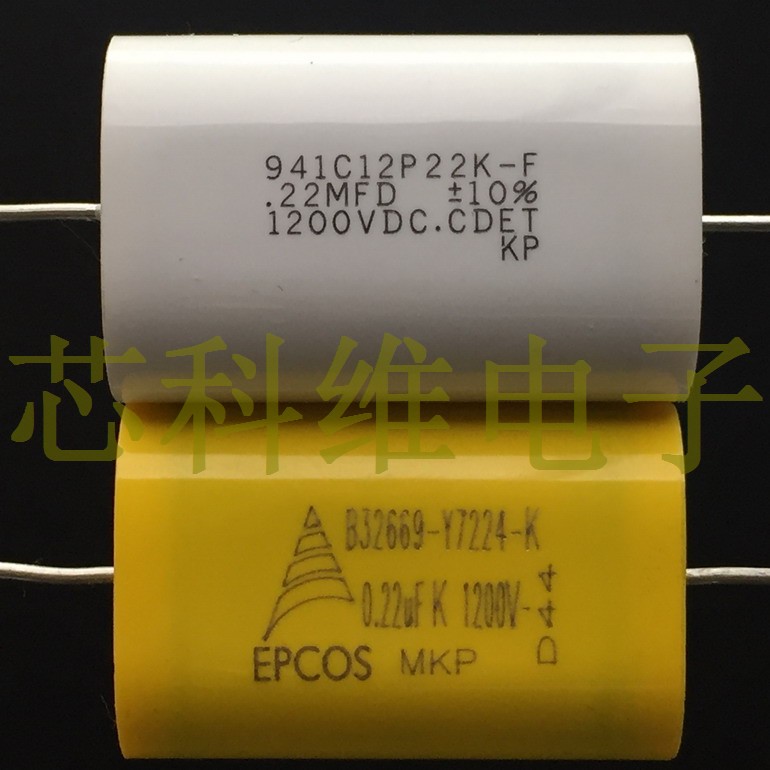 941C12P22K-F
.22MFD ±10%
1200VDC.CDET
KP
芯科维电子
B32669-Y7224-K
0.22uF K 1200V-
D44
EPCOS MKP